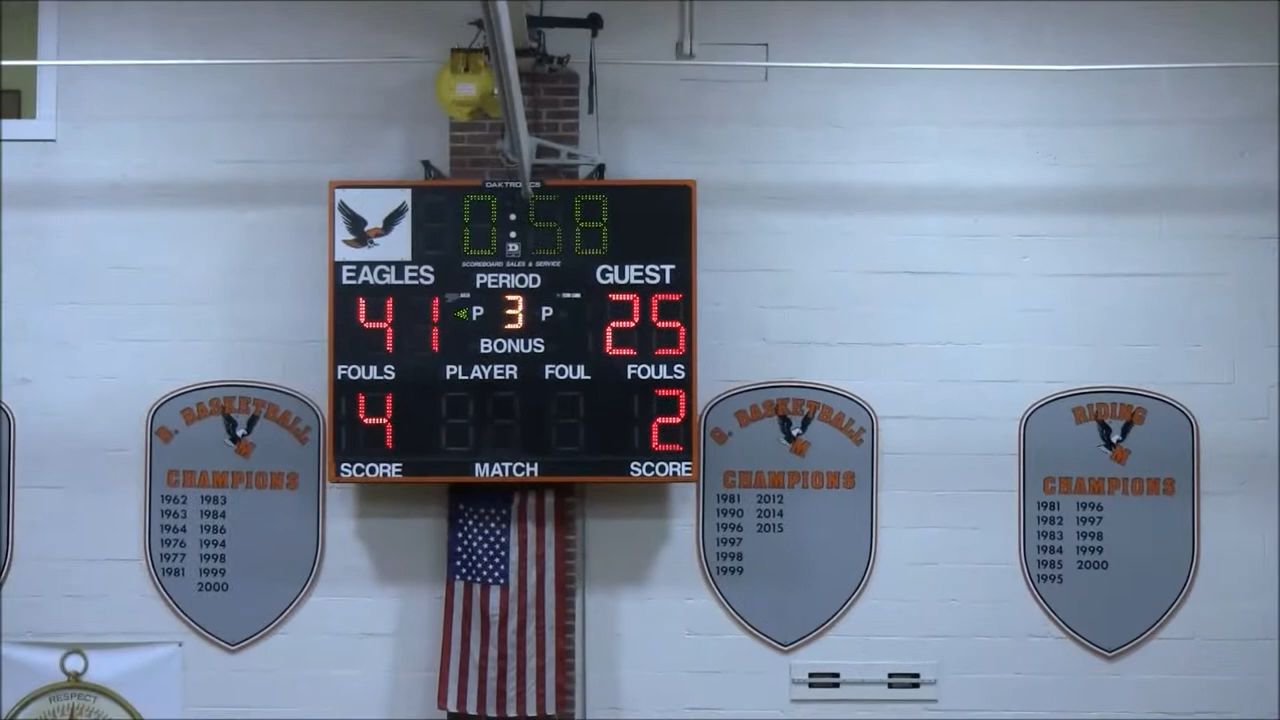 DAKTRONICS
0:58
SCOREBOARD SALES & SERVICE
EAGLES
PERIOD
GUEST
41
P 3 P
25
BONUS
FOULS
PLAYER FOUL
FOULS
4
2
SCORE
MATCH
SCORE
B. BASKETBALL
M
CHAMPIONS
1962 1983
1963 1984
1964 1986
1976 1994
1977 1998
1981 1999
2000
G. BASKETBALL
M
CHAMPIONS
1981 2012
1990 2014
1996 2015
1997
1998
1999
RIDING
M
CHAMPIONS
1981 1996
1982 1997
1983 1998
1984 1999
1985 2000
1995
RESPECT